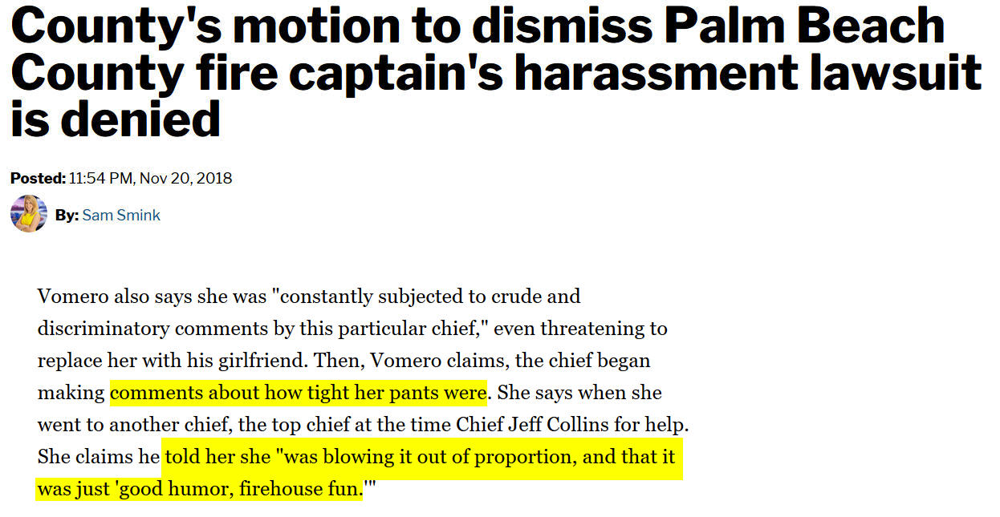 County's motion to dismiss Palm Beach
County fire captain's harassment lawsuit
is denied
Posted: 11:54 PM, Nov 20, 2018
By: Sam Smink
Vomero also says she was "constantly subjected to crude and
discriminatory comments by this particular chief," even threatening to
replace her with his girlfriend. Then, Vomero claims, the chief began
making comments about how tight her pants were. She says when she
went to another chief, the top chief at the time Chief Jeff Collins for help.
She claims he told her she "was blowing it out of proportion, and that it
was just 'good humor, firehouse fun.'"